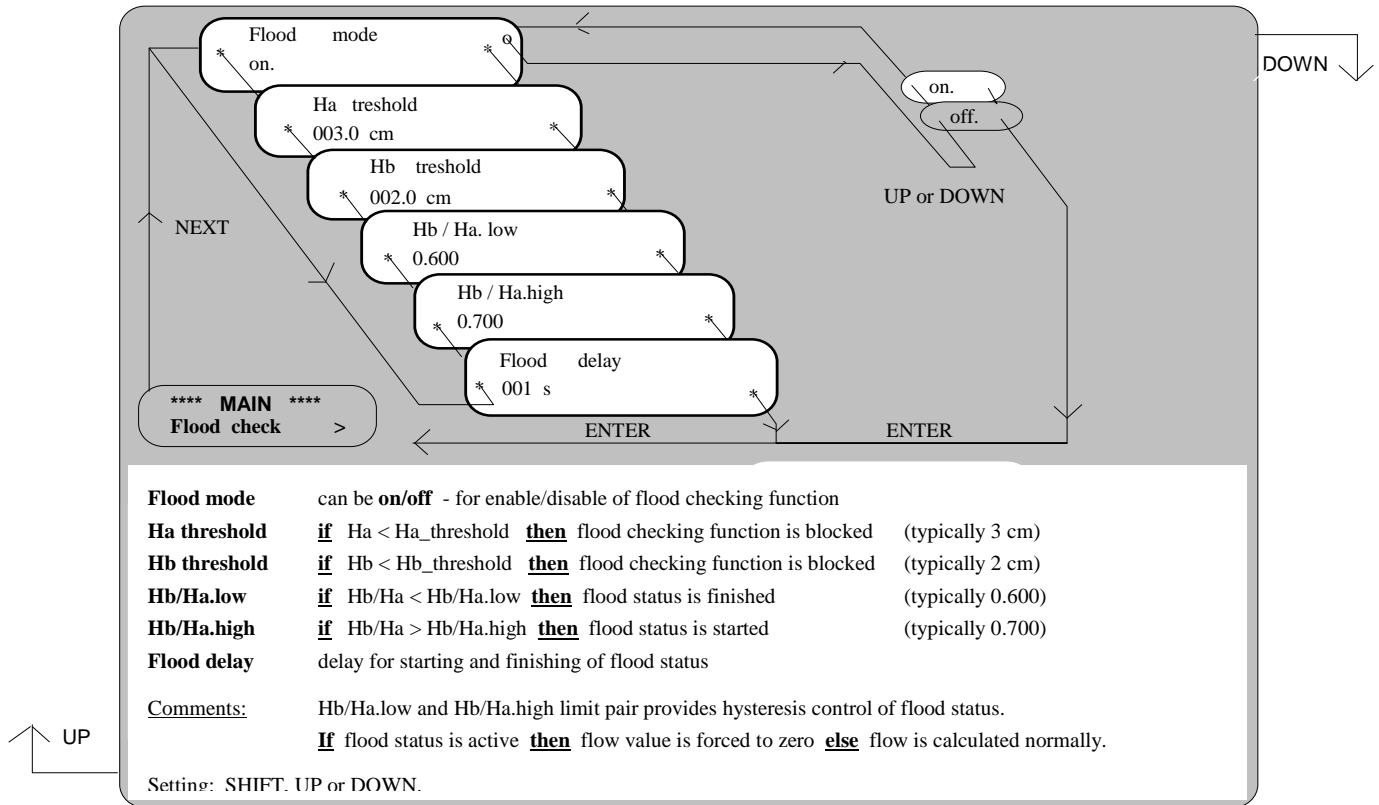 Flood mode o
* *
on.
DOWN
on.
Ha treshold
off.
* 003.0 cm *
Hb treshold
* 002.0 cm *
UP or DOWN
NEXT
Hb / Ha. low
* 0.600 *
Hb / Ha.high
* 0.700 *
Flood delay
* 001 s *
**** MAIN ****
Flood check >
ENTER ENTER
Flood mode can be on/off - for enable/disable of flood checking function
Ha threshold if Ha < Ha_threshold then flood checking function is blocked (typically 3 cm)
Hb threshold if Hb < Hb_threshold then flood checking function is blocked (typically 2 cm)
Hb/Ha.low if Hb/Ha < Hb/Ha.low then flood status is finished (typically 0.600)
Hb/Ha.high if Hb/Ha > Hb/Ha.high then flood status is started (typically 0.700)
Flood delay delay for starting and finishing of flood status
Comments: Hb/Ha.low and Hb/Ha.high limit pair provides hysteresis control of flood status.
If flood status is active then flow value is forced to zero else flow is calculated normally.
UP
Setting: SHIFT, UP or DOWN.